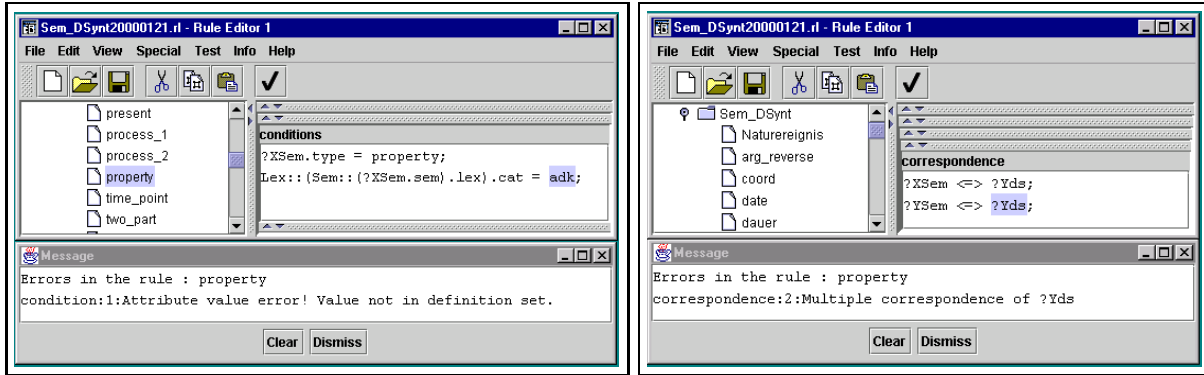 Sem_DSynt20000121.rl - Rule Editor 1
File Edit View Special Test Info Help
present
process_1
process_2
property
time_point
two_part
conditions
?XSem.type = property;
Lex::(Sem::(?XSem.sem).lex).cat = adk;
Message
Errors in the rule : property
condition:1:Attribute value error! Value not in definition set.
Clear Dismiss
Sem_DSynt20000121.rl - Rule Editor 1
File Edit View Special Test Info Help
Sem_DSynt
Naturereignis
arg_reverse
coord
date
dauer
correspondence
?XSem <=> ?Yds;
?YSem <=> ?Yds;
Message
Errors in the rule : property
correspondence:2:Multiple correspondence of ?Yds
Clear Dismiss